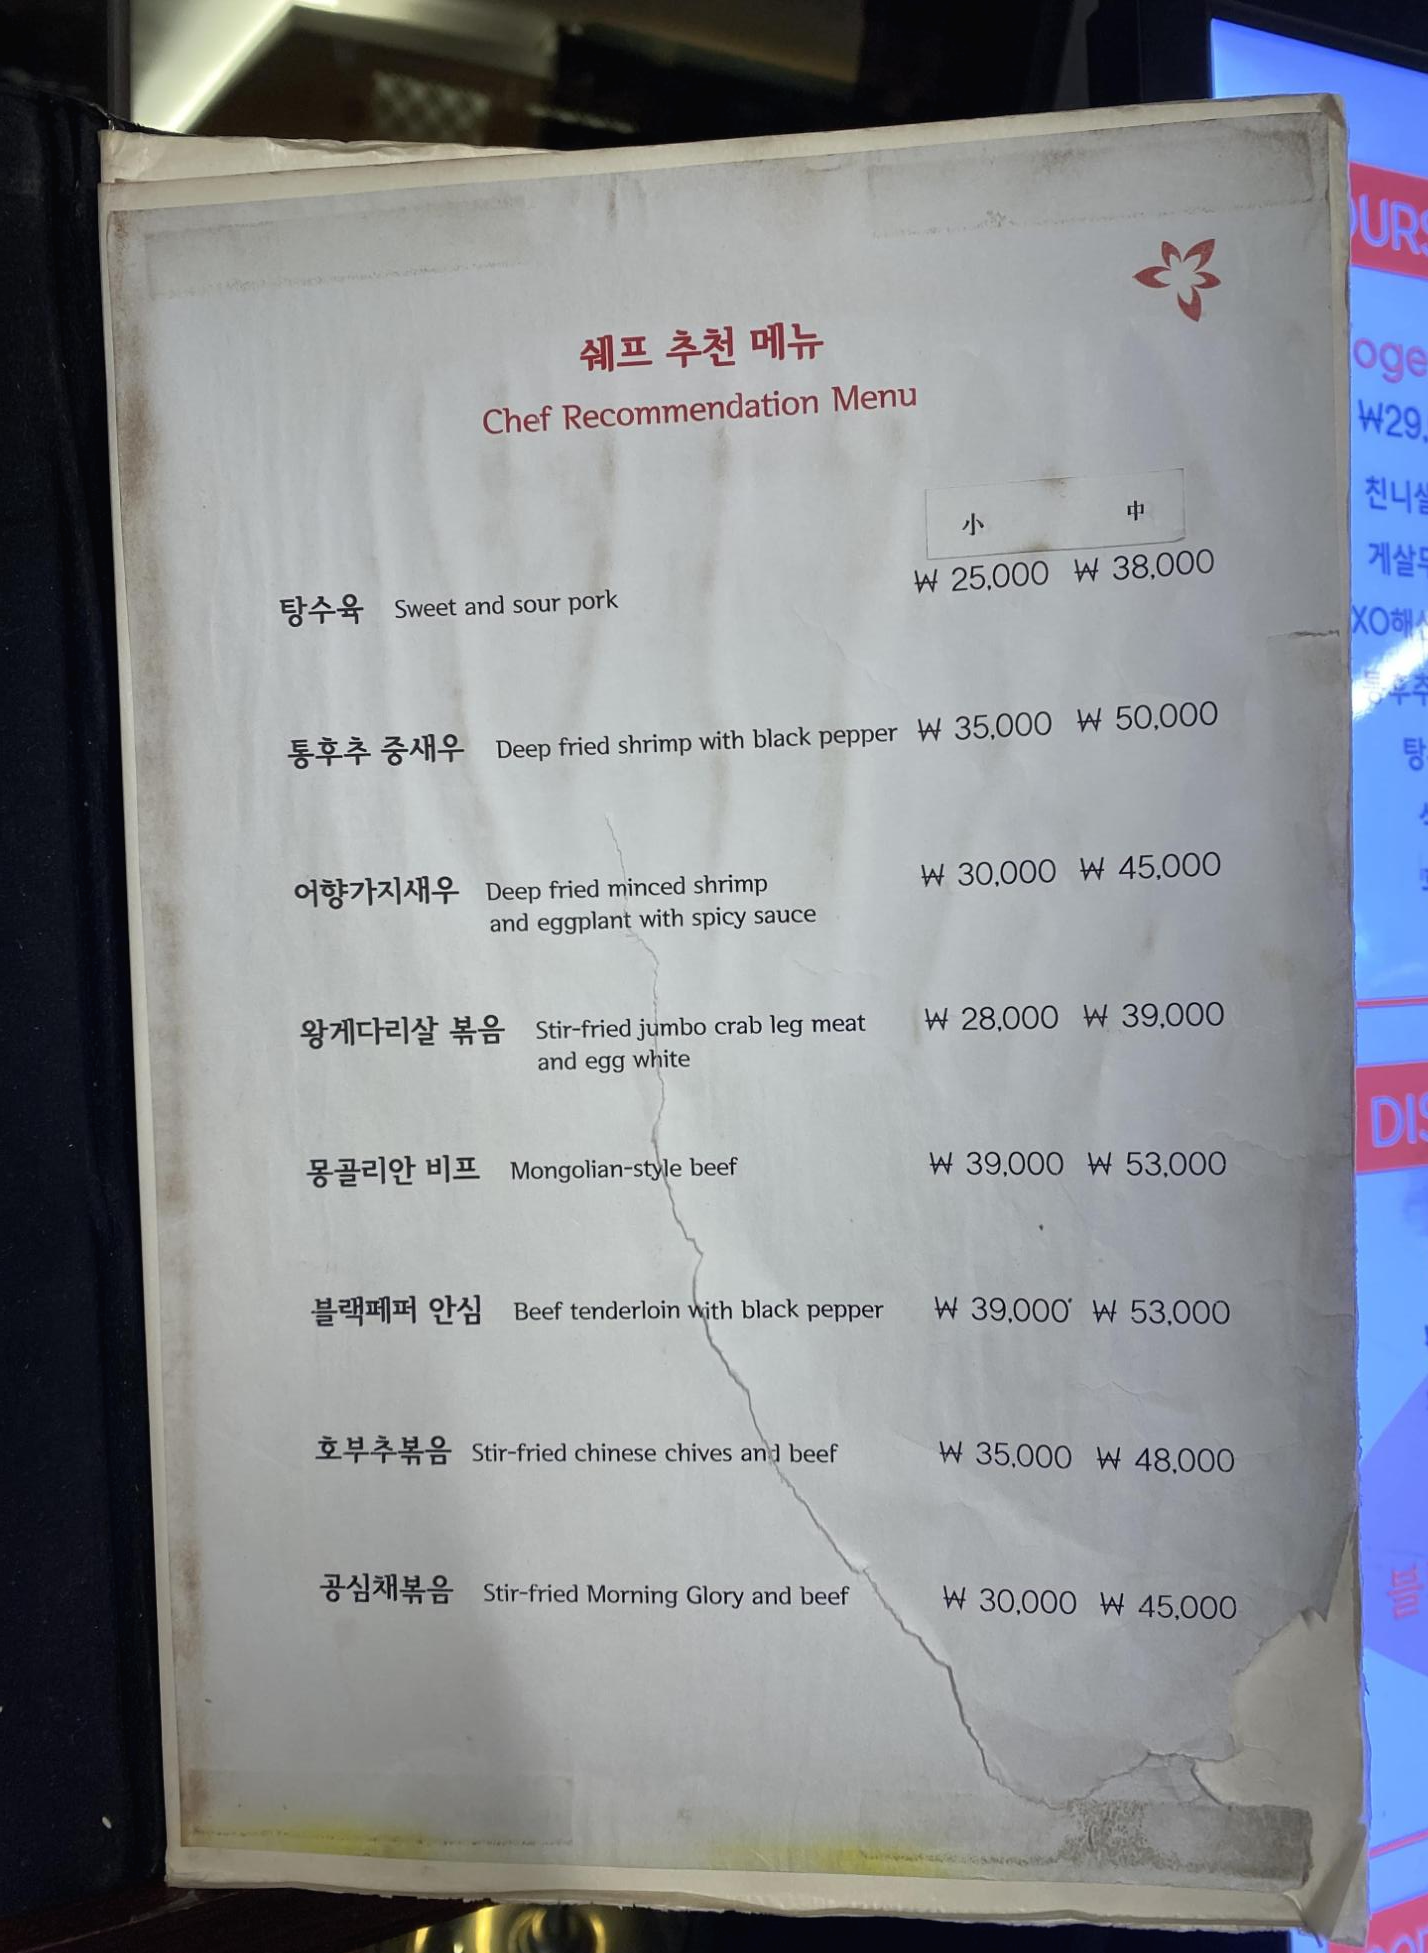 쉐프 추천 메뉴
Chef Recommendation Menu
小 中
탕수육 Sweet and sour pork ₩ 25,000 ₩ 38,000
통후추 중새우 Deep fried shrimp with black pepper ₩ 35,000 ₩ 50,000
어향가지새우 Deep fried minced shrimp ₩ 30,000 ₩ 45,000
and eggplant with spicy sauce
왕게다리살 볶음 Stir-fried jumbo crab leg meat ₩ 28,000 ₩ 39,000
and egg white
몽골리안 비프 Mongolian-style beef ₩ 39,000 ₩ 53,000
블랙페퍼 안심 Beef tenderloin with black pepper ₩ 39,000 ₩ 53,000
호부추볶음 Stir-fried chinese chives and beef ₩ 35,000 ₩ 48,000
공심채볶음 Stir-fried Morning Glory and beef ₩ 30,000 ₩ 45,000